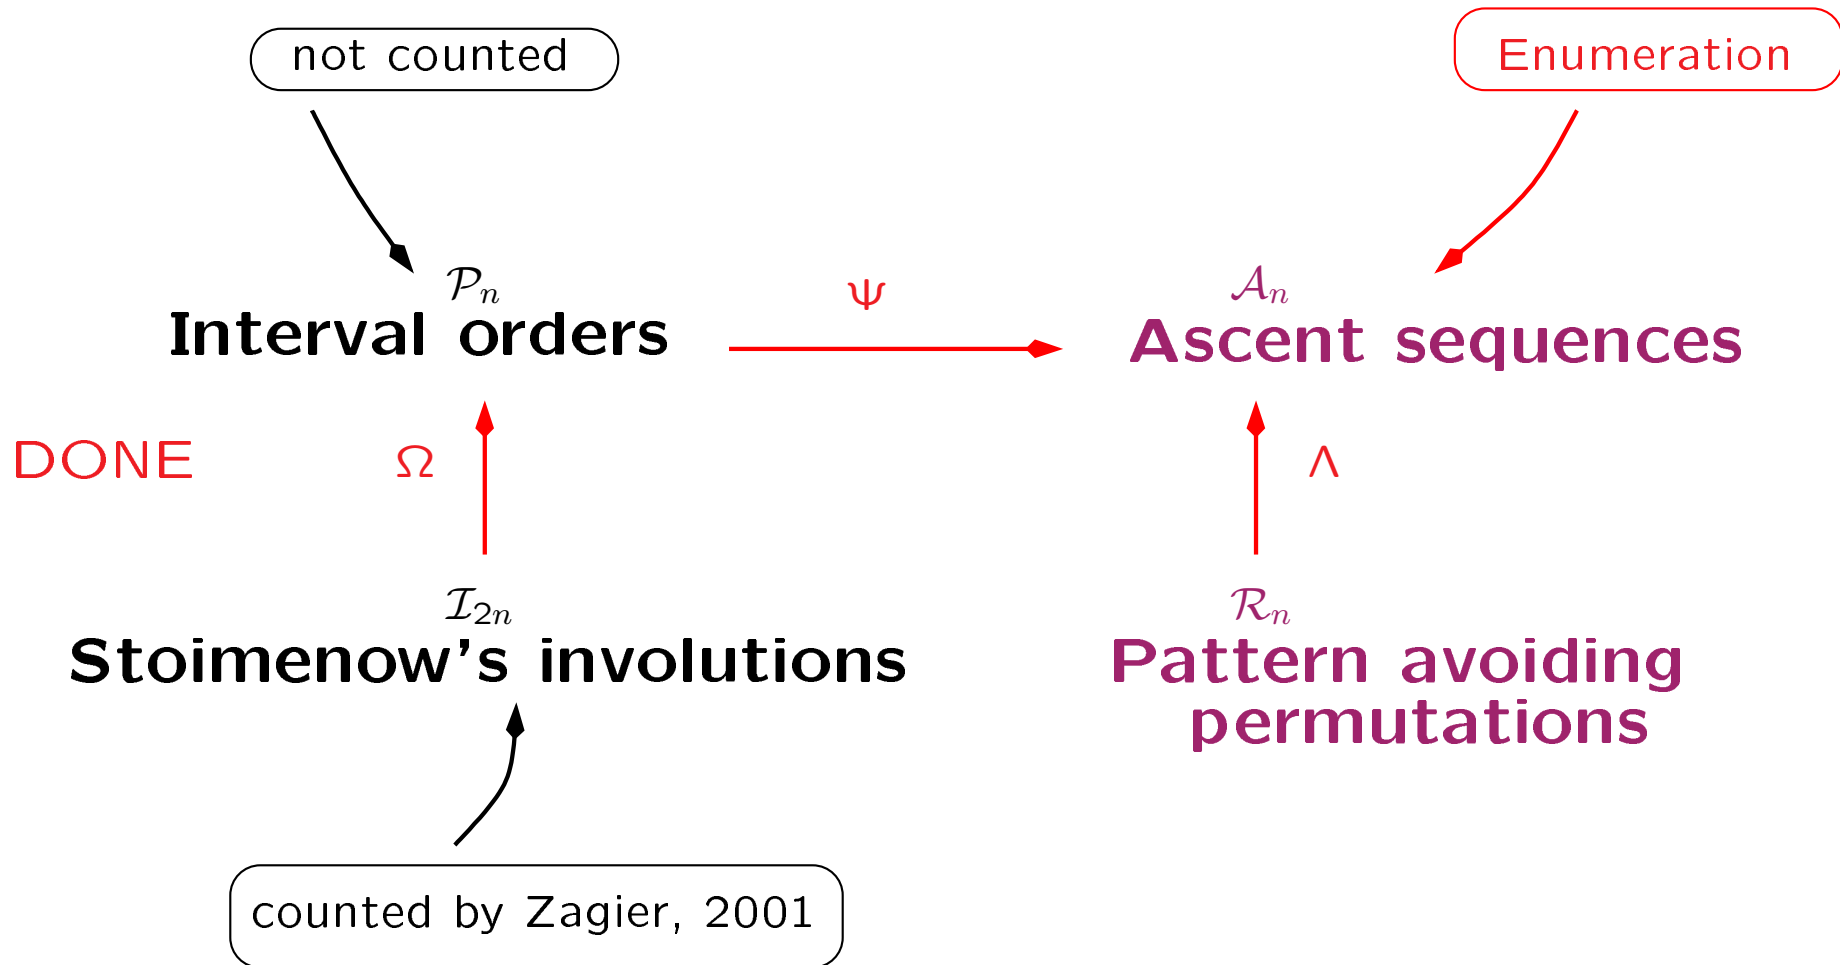 not counted
Enumeration
𝒫ₙ
Interval orders
Ψ
𝒜ₙ
Ascent sequences
DONE
Ω
Λ
ℐ₂ₙ
Stoimenow's involutions
ℛₙ
Pattern avoiding
permutations
counted by Zagier, 2001